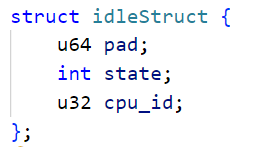 struct idleStruct {
    u64 pad;
    int state;
    u32 cpu_id;
};